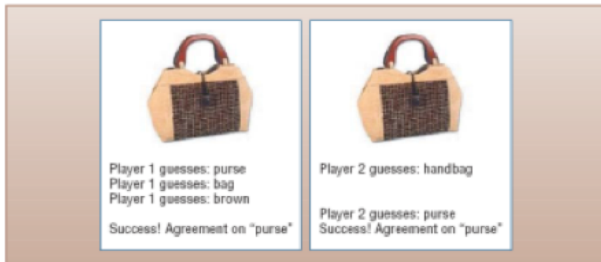 Player 1 guesses: purse
Player 1 guesses: bag
Player 1 guesses: brown
Success! Agreement on “purse”
Player 2 guesses: handbag
Player 2 guesses: purse
Success! Agreement on “purse”